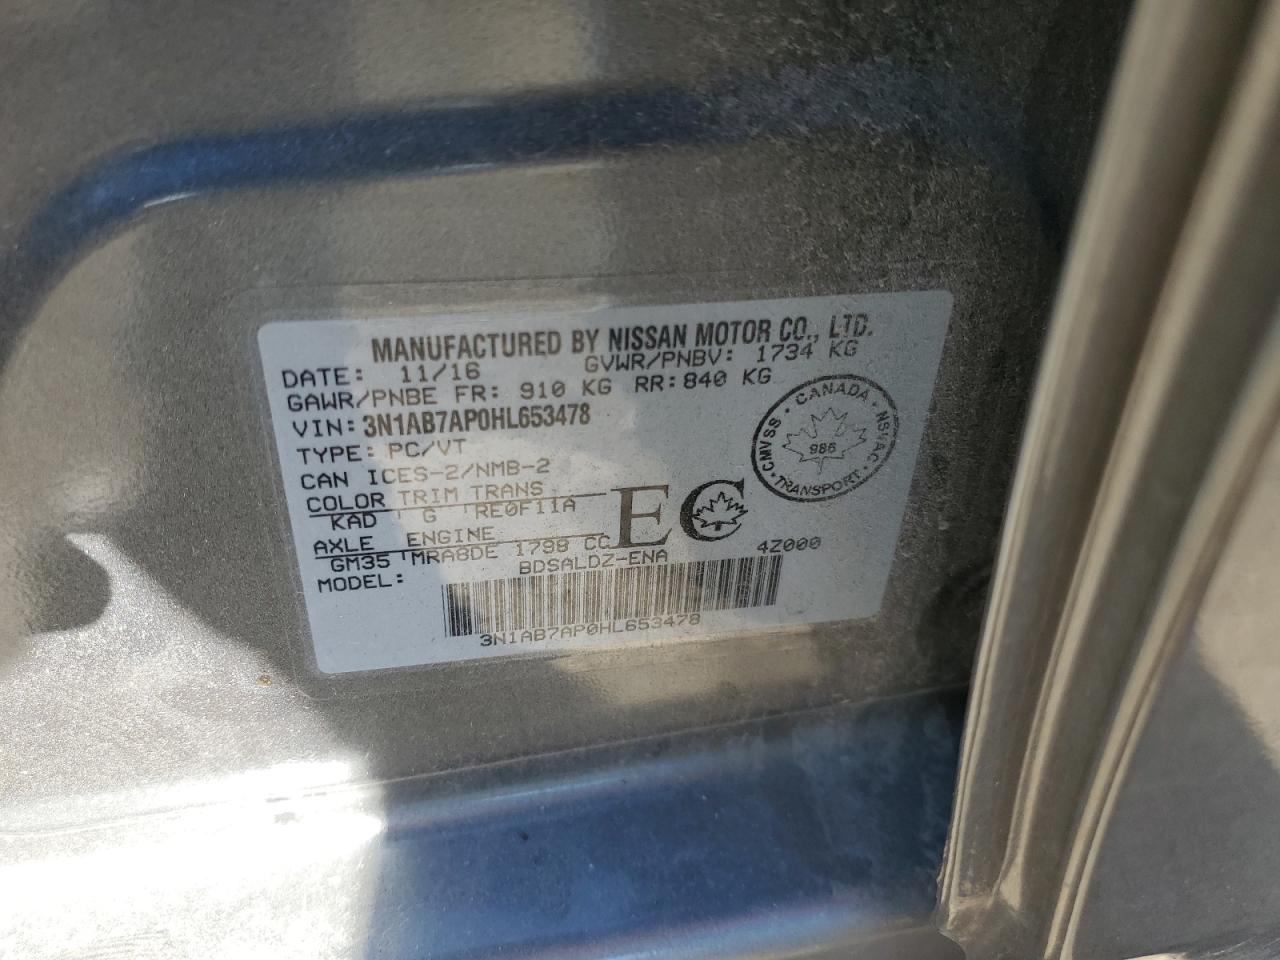 MANUFACTURED BY NISSAN MOTOR CO., LTD.
DATE: 11/16 GVWR/PNBV: 1734 KG
GAWR/PNBE FR: 910 KG RR: 840 KG
VIN: 3N1AB7AP0HL653478
TYPE: PC/VT
CAN ICES-2/NMB-2
COLOR TRIM TRANS
KAD G RE0F11A
AXLE ENGINE
GM35 MRA8DE 1798 CC
MODEL: BDSALDZ-ENA 4Z000
3N1AB7AP0HL653478
EC
CMVSS · CANADA · NSVAC · TRANSPORT ·
986